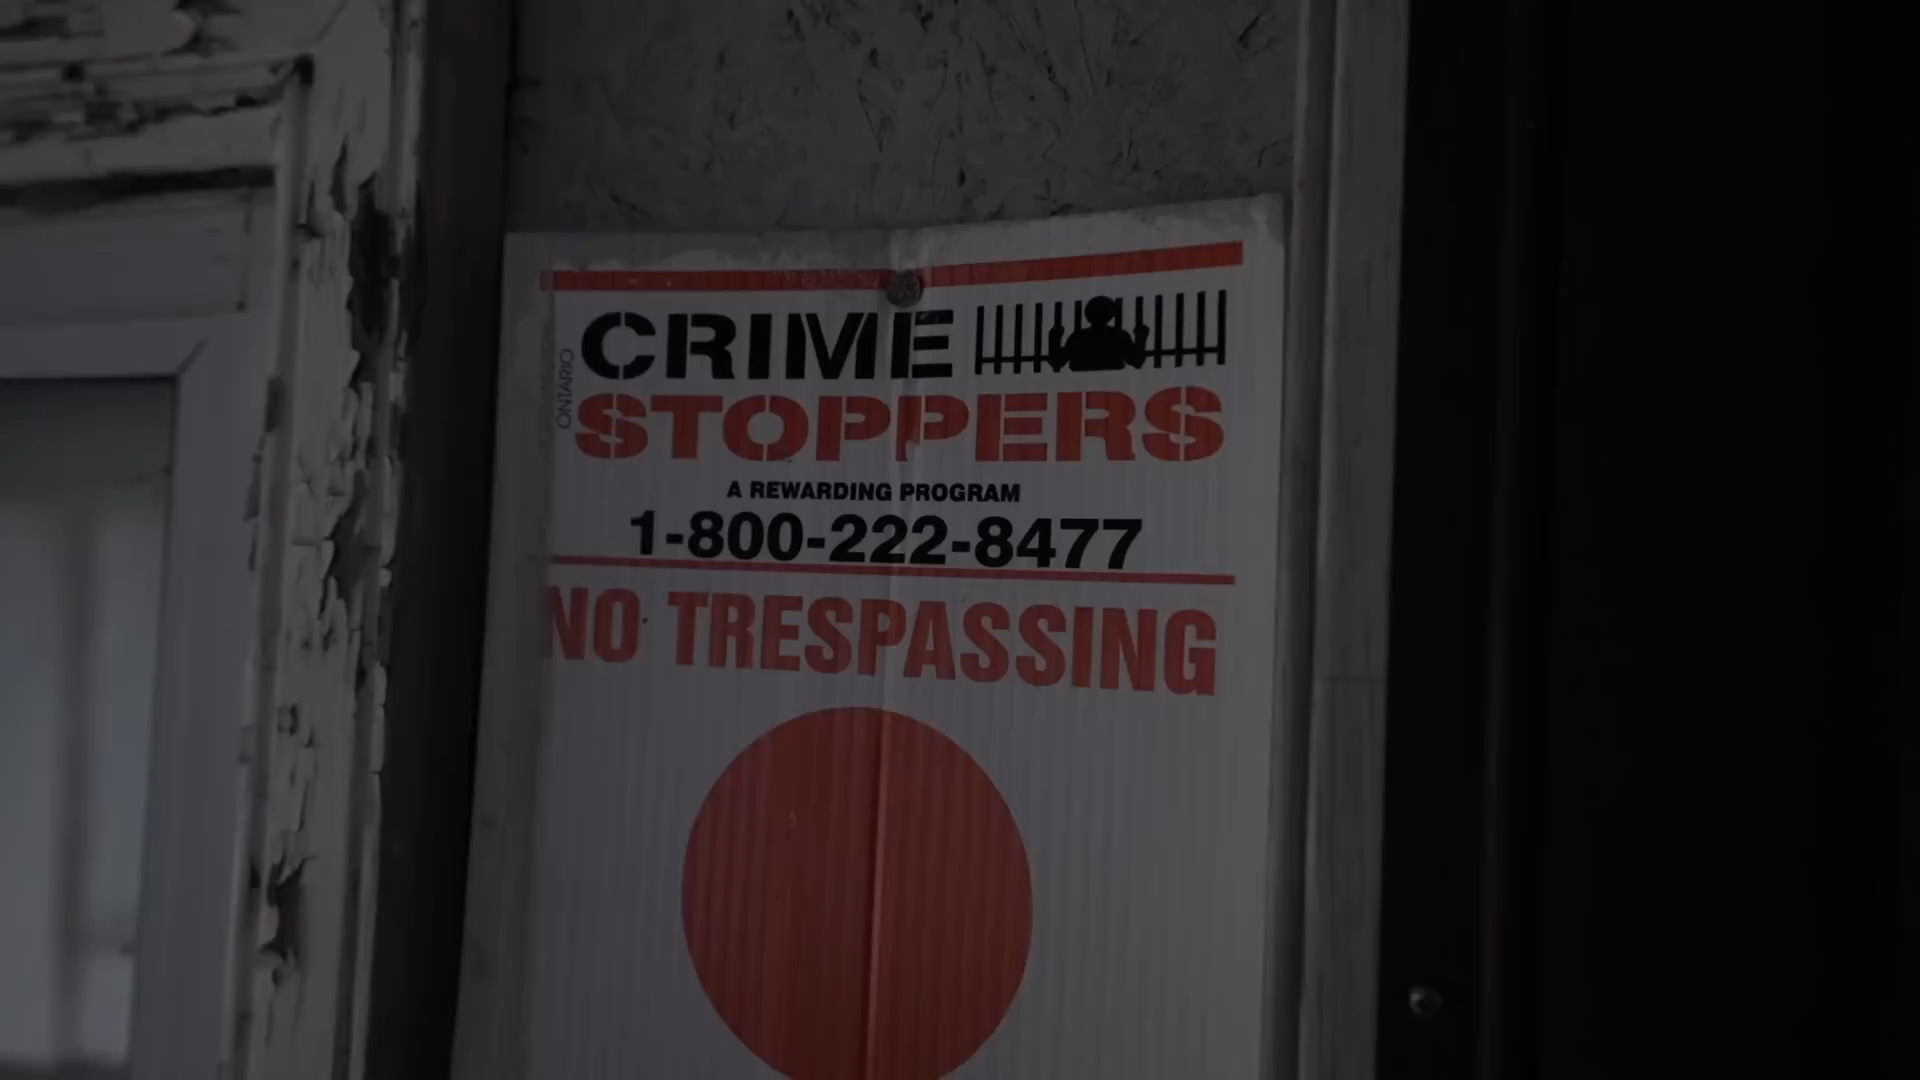 CRIME
ONTARIO
STOPPERS
A REWARDING PROGRAM
1-800-222-8477
NO TRESPASSING